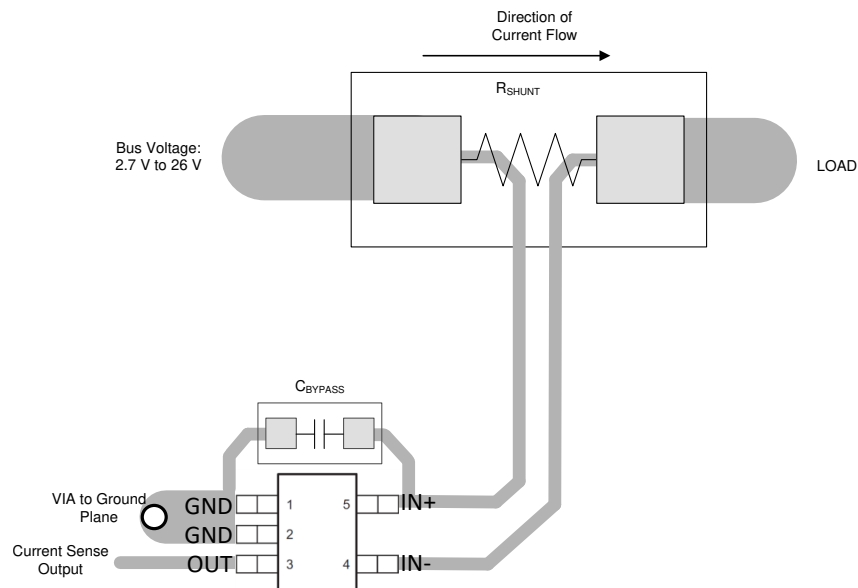 Direction of
Current Flow
RSHUNT
Bus Voltage:
2.7 V to 26 V
LOAD
CBYPASS
VIA to Ground
Plane
GND 1 5 IN+
GND 2
Current Sense
Output
OUT 3 4 IN-